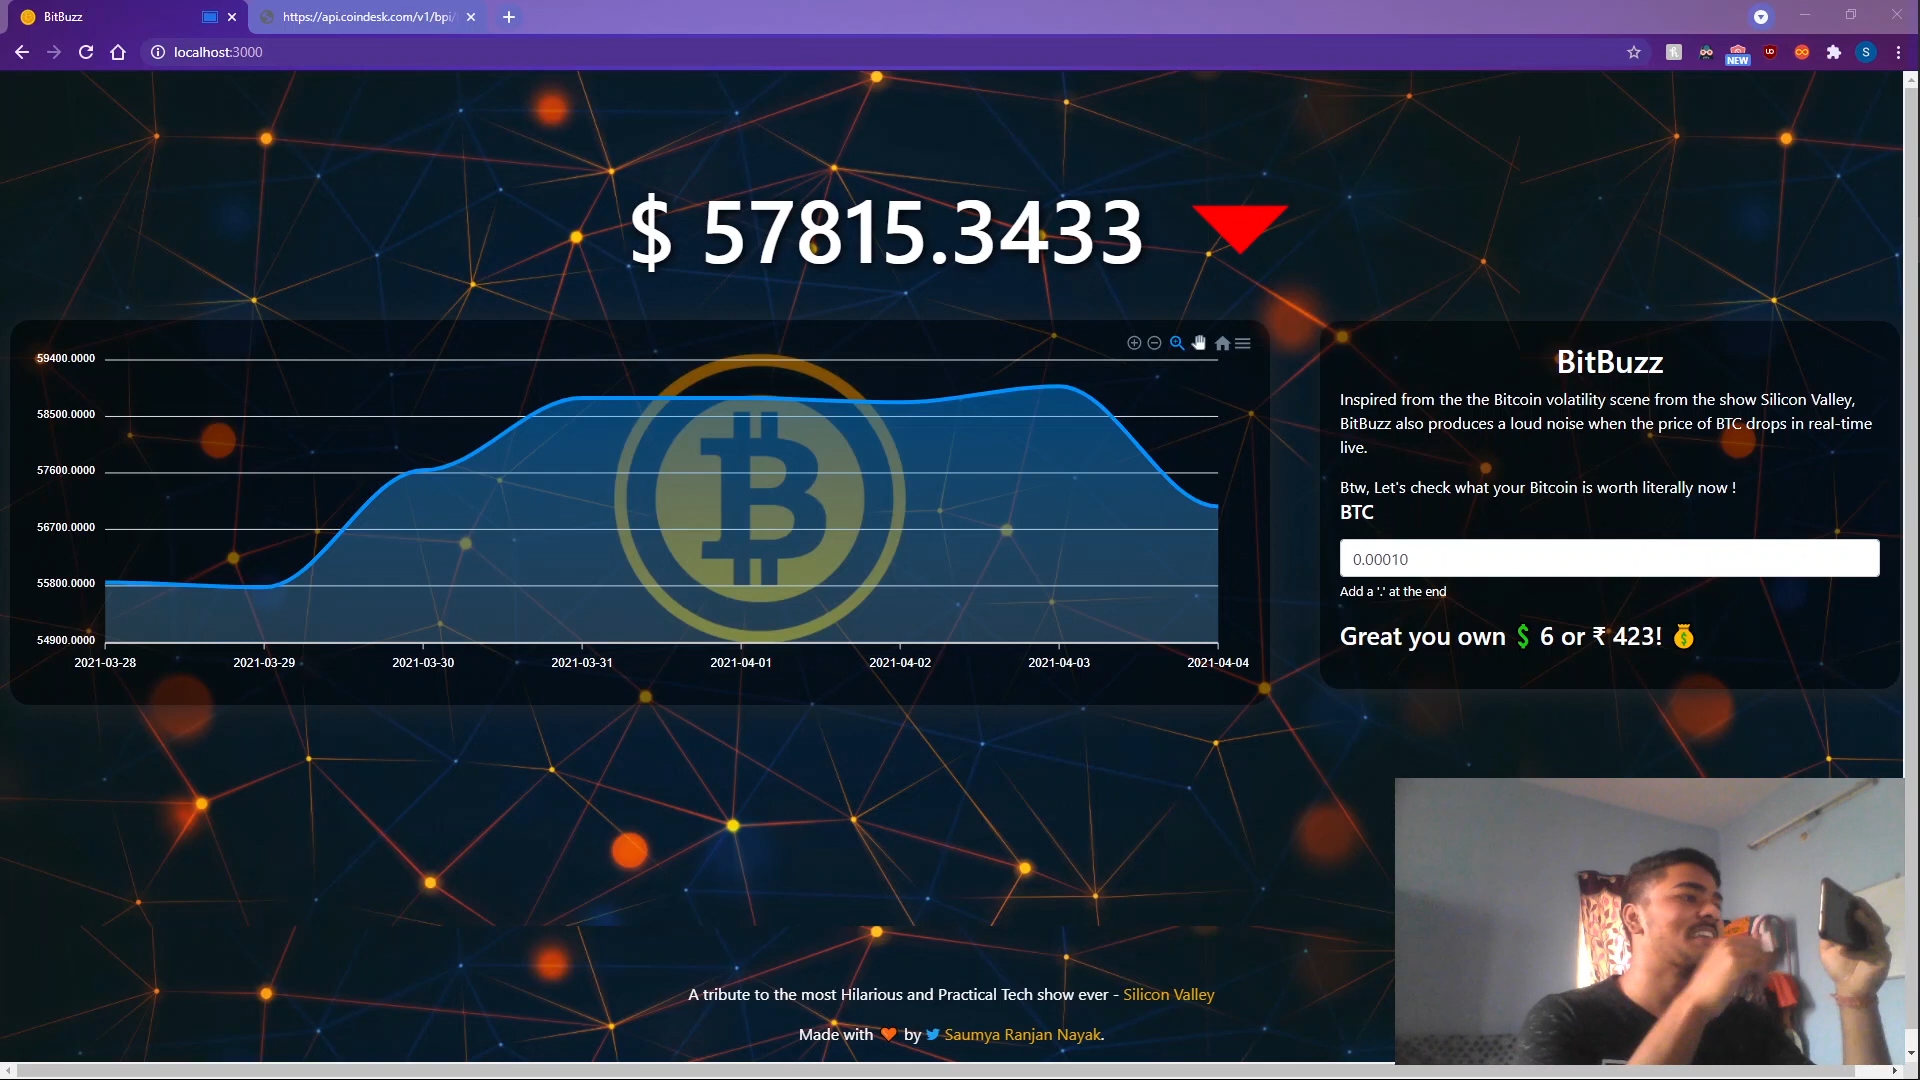 BitBuzz
https://api.coindesk.com/v1/bpi/
localhost:3000
NEW
S
$ 57815.3433
59400.0000
58500.0000
57600.0000
56700.0000
55800.0000
54900.0000
2021-03-28 2021-03-29 2021-03-30 2021-03-31 2021-04-01 2021-04-02 2021-04-03 2021-04-04
BitBuzz
Inspired from the the Bitcoin volatility scene from the show Silicon Valley,
BitBuzz also produces a loud noise when the price of BTC drops in real-time
live.
Btw, Let's check what your Bitcoin is worth literally now !
BTC
0.00010
Add a '.' at the end
Great you own 💲 6 or ₹ 423! 💰
A tribute to the most Hilarious and Practical Tech show ever - Silicon Valley
Made with 🧡 by Saumya Ranjan Nayak.